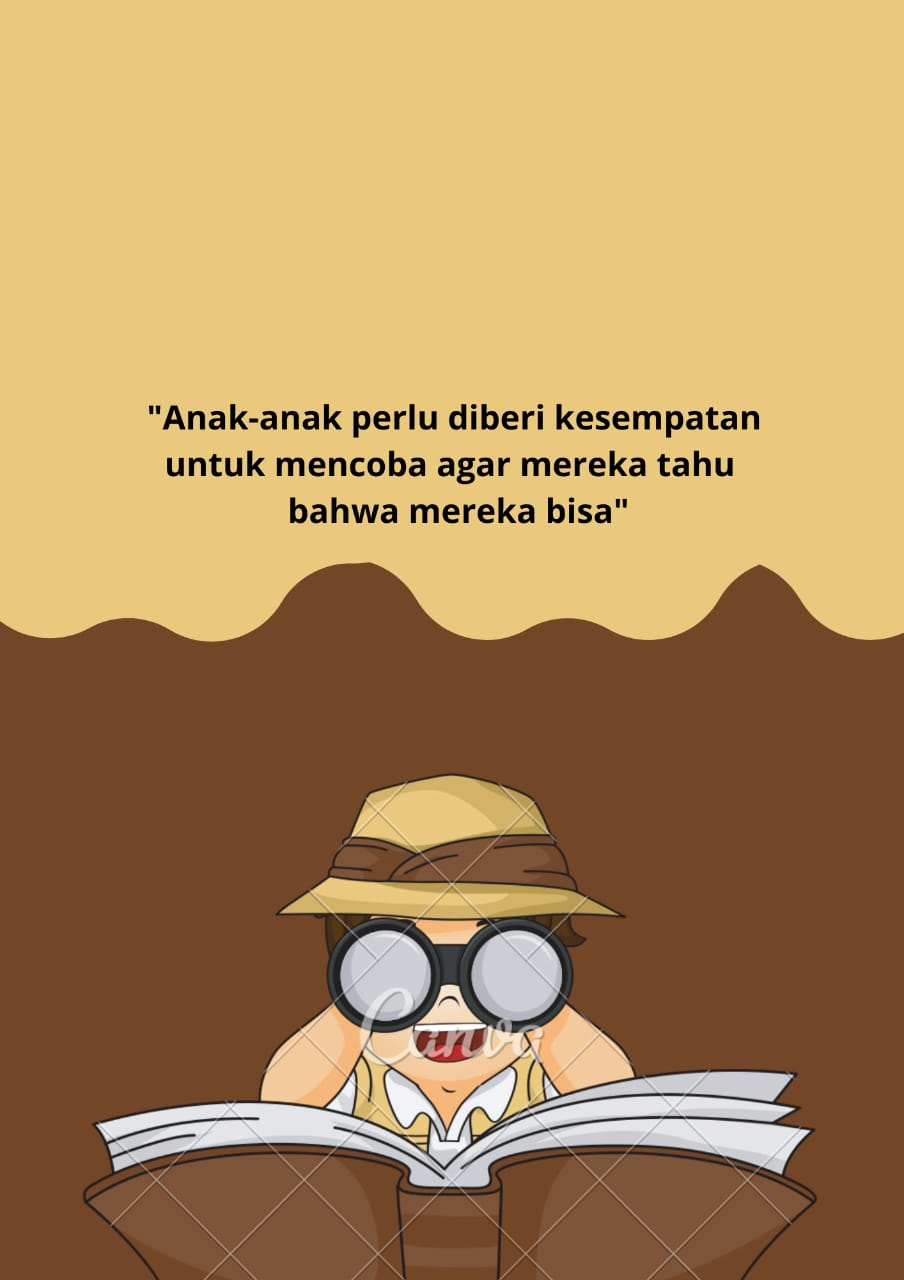 "Anak-anak perlu diberi kesempatan
untuk mencoba agar mereka tahu
bahwa mereka bisa"
Canva